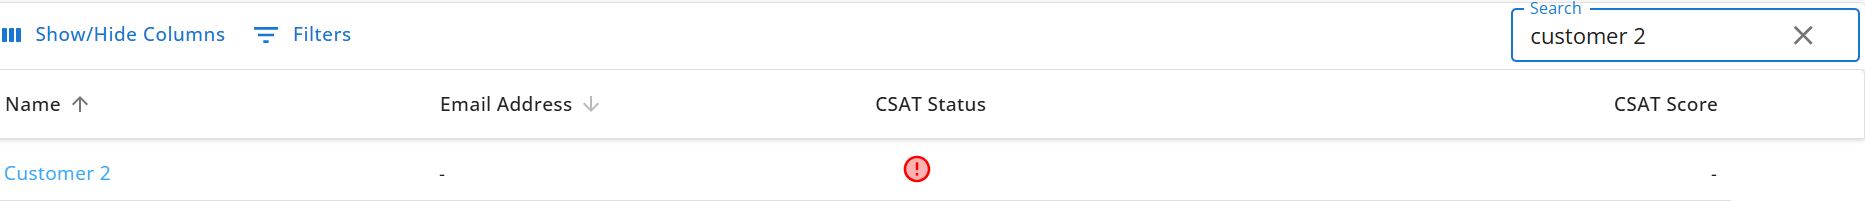 Show/Hide Columns Filters Search
customer 2
Name Email Address CSAT Status CSAT Score
Customer 2 - ! -